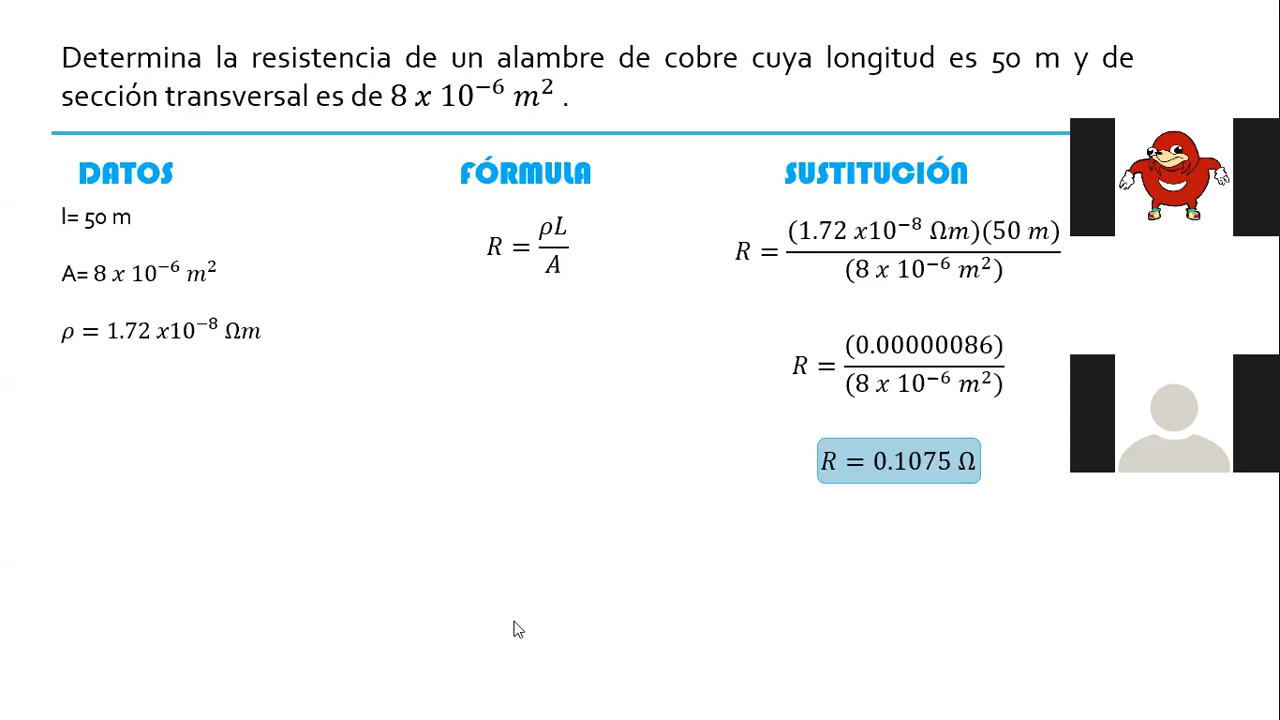 Determina la resistencia de un alambre de cobre cuya longitud es 50 m y de
sección transversal es de 8 x 10⁻⁶ m² .
DATOS
l= 50 m
A= 8 x 10⁻⁶ m²
ρ = 1.72 x10⁻⁸ Ωm
FÓRMULA
R = ρL / A
SUSTITUCIÓN
R = (1.72 x10⁻⁸ Ωm)(50 m) / (8 x 10⁻⁶ m²)
R = (0.00000086) / (8 x 10⁻⁶ m²)
R = 0.1075 Ω